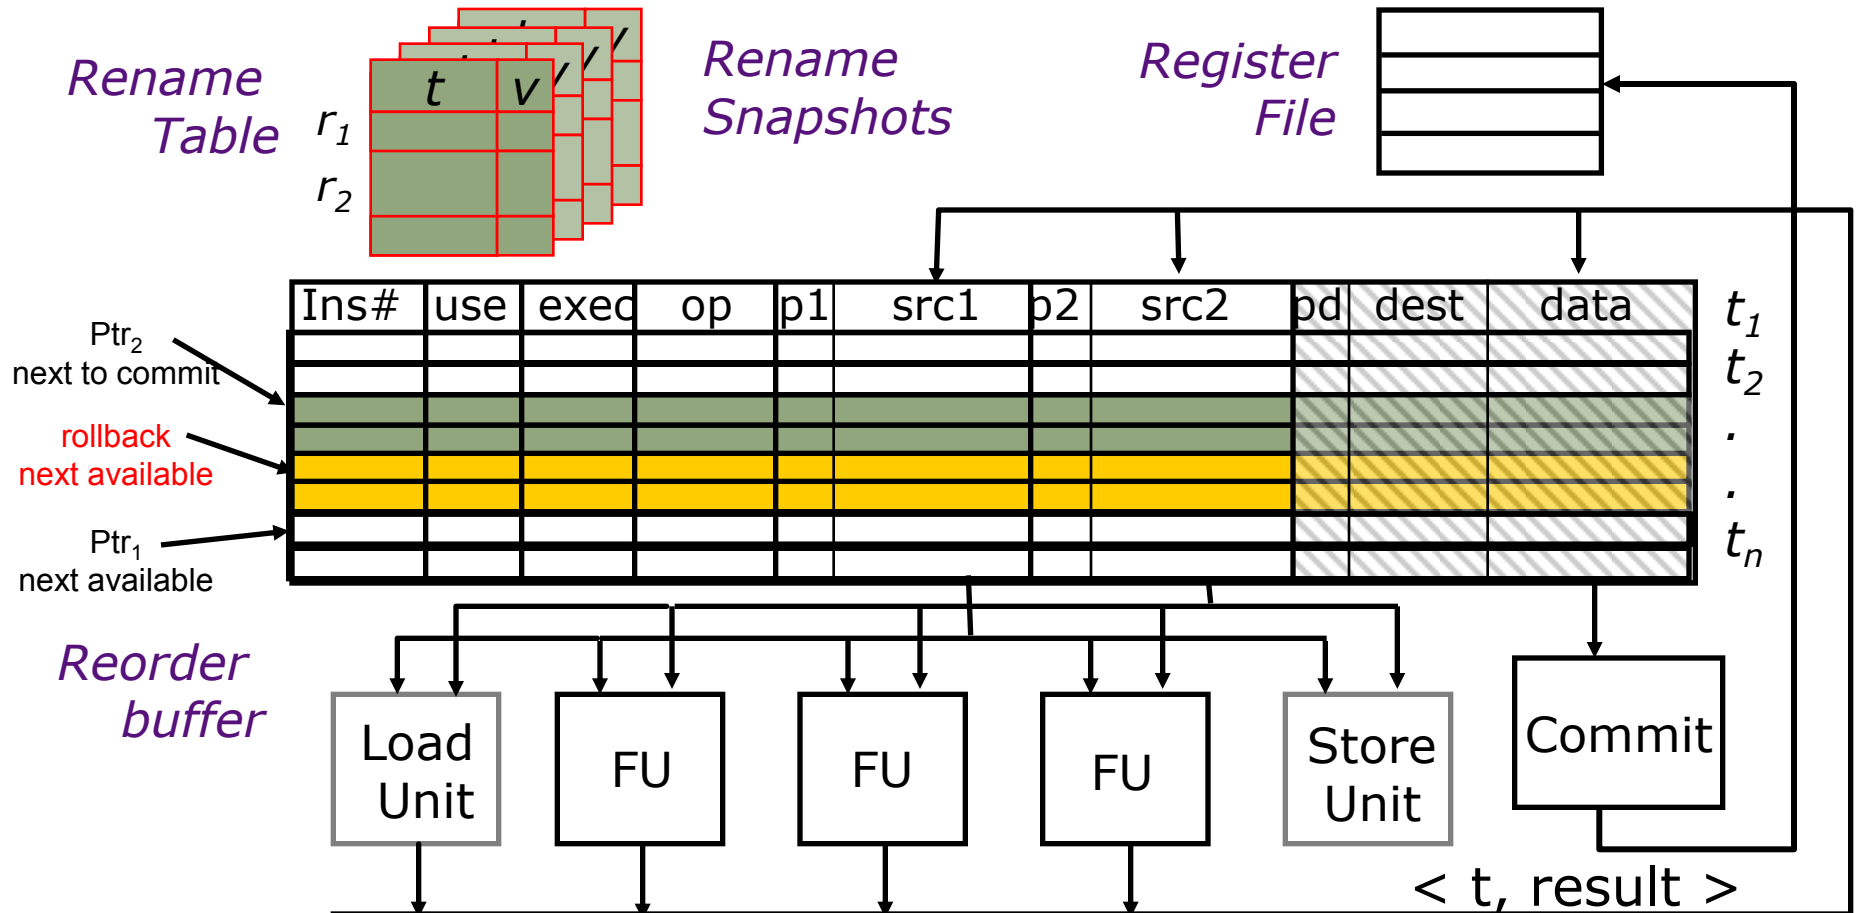 Rename
Table
t v
r1
r2
Rename
Snapshots
Register
File
Ins# use exec op p1 src1 p2 src2 pd dest data
t1
t2
.
.
tn
Ptr2
next to commit
rollback
next available
Ptr1
next available
Reorder
buffer
Load
Unit
FU
FU
FU
Store
Unit
Commit
< t, result >